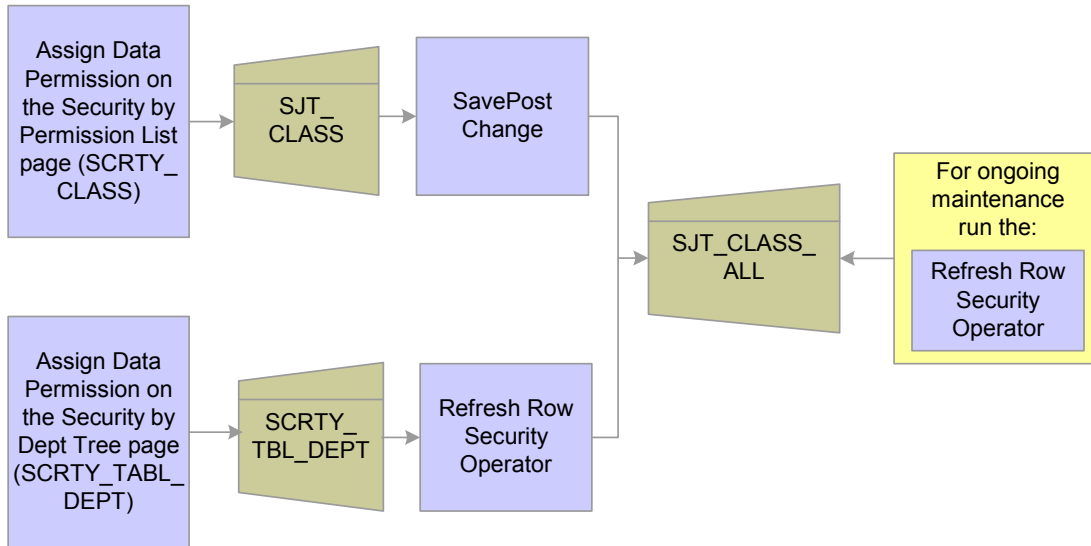 Assign Data
Permission on
the Security by
Permission List
page (SCRTY_
CLASS)
SJT_
CLASS
SavePost
Change
SJT_CLASS_
ALL
For ongoing
maintenance
run the:
Refresh Row
Security
Operator
Assign Data
Permission on
the Security by
Dept Tree page
(SCRTY_TABL_
DEPT)
SCRTY_
TBL_DEPT
Refresh Row
Security
Operator